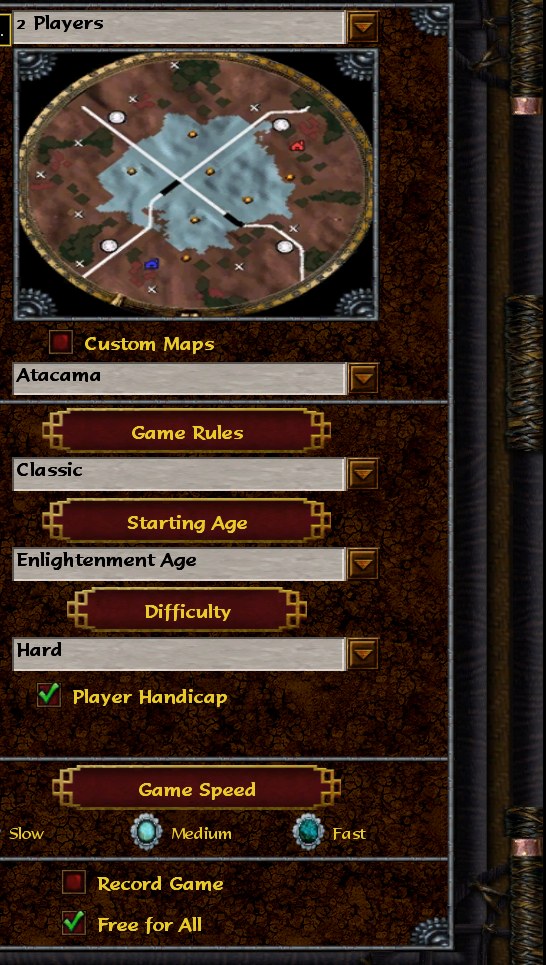 2 Players
Custom Maps
Atacama
Game Rules
Classic
Starting Age
Enlightenment Age
Difficulty
Hard
Player Handicap
Game Speed
Slow Medium Fast
Record Game
Free for All